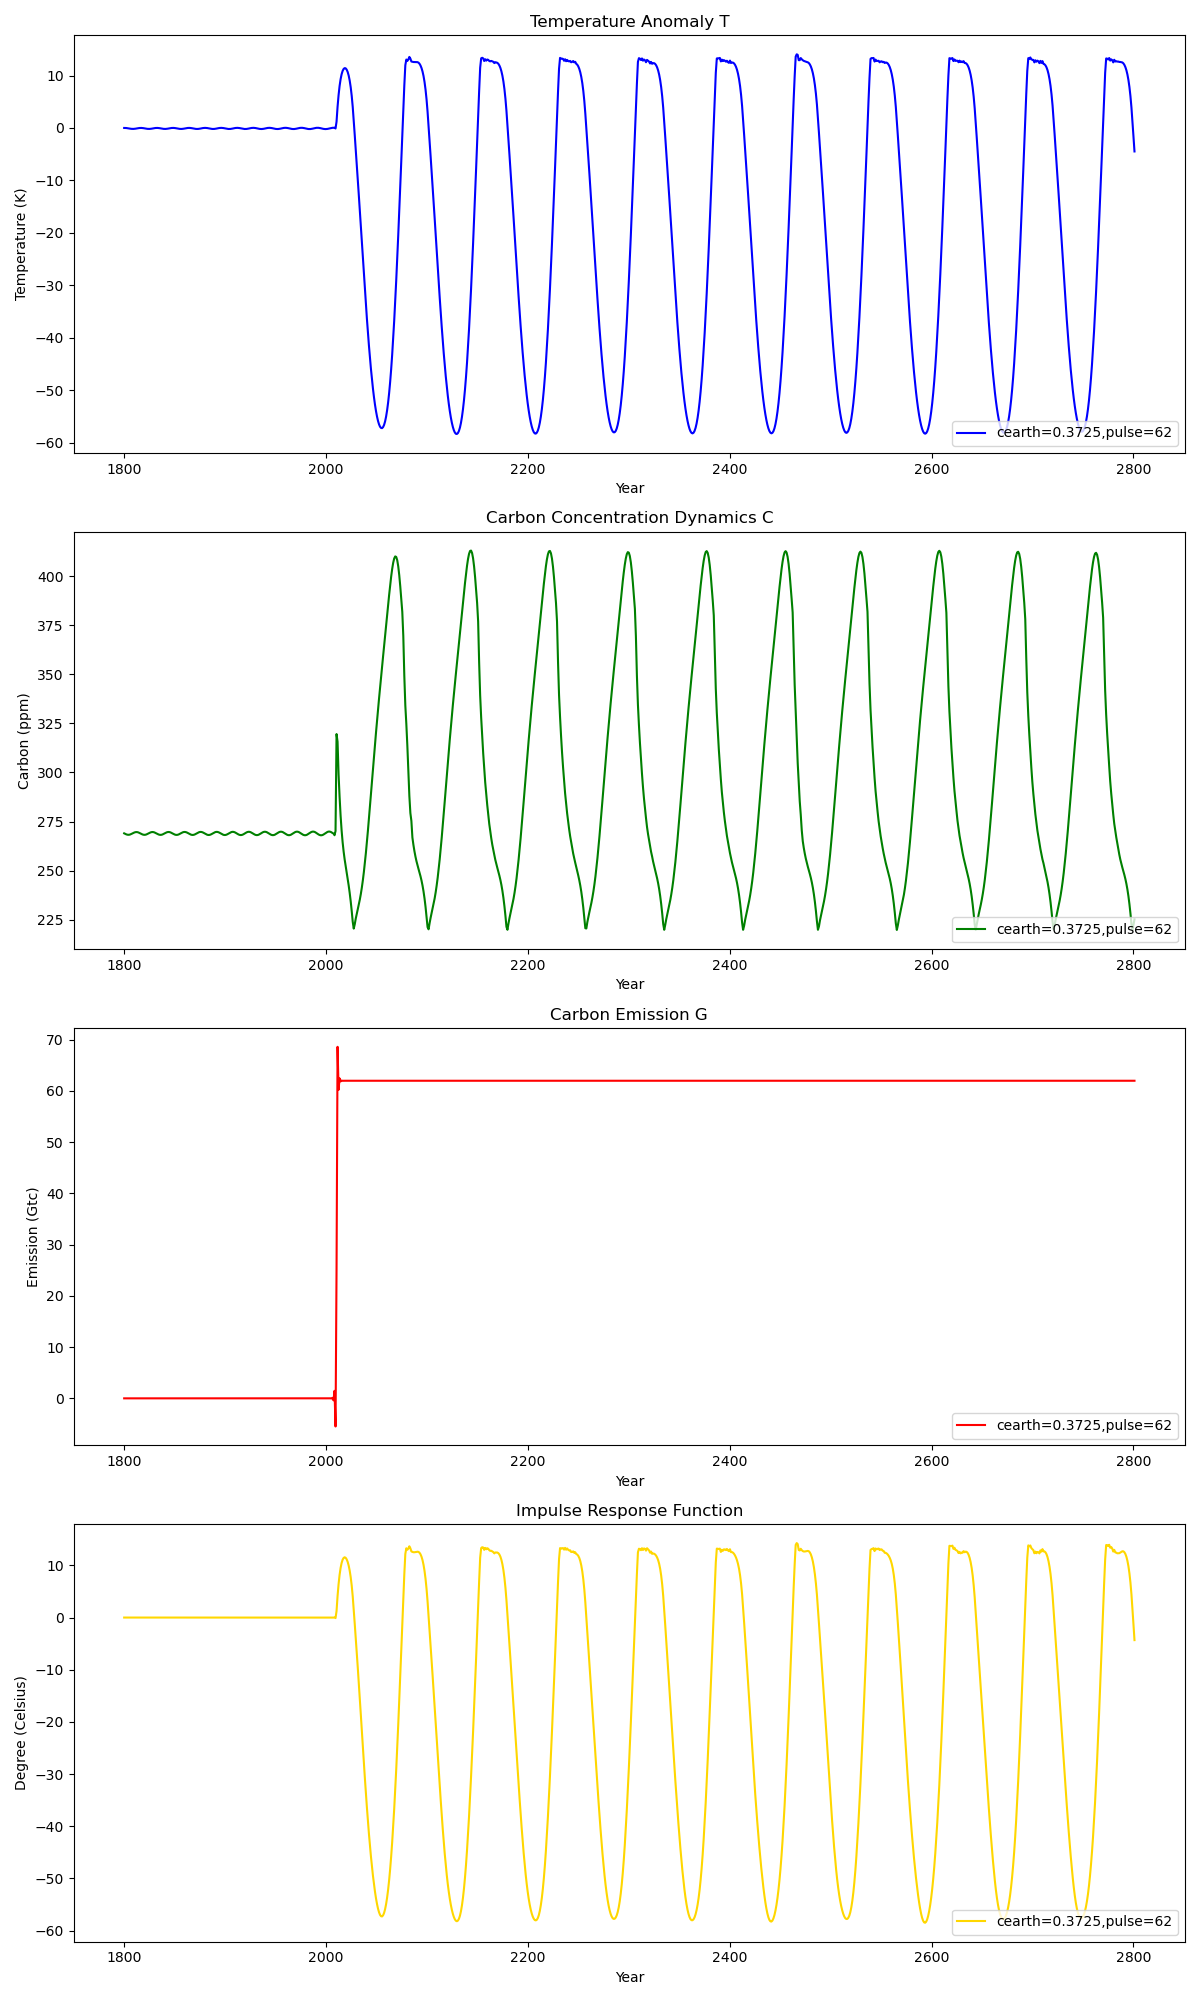 Temperature Anomaly T
10
0
−10
−20
−30
−40
−50
−60
Temperature (K)
cearth=0.3725,pulse=62
1800 2000 2200 2400 2600 2800
Year
Carbon Concentration Dynamics C
400
375
350
325
300
275
250
225
Carbon (ppm)
cearth=0.3725,pulse=62
1800 2000 2200 2400 2600 2800
Year
Carbon Emission G
70
60
50
40
30
20
10
0
Emission (Gtc)
cearth=0.3725,pulse=62
1800 2000 2200 2400 2600 2800
Year
Impulse Response Function
10
0
−10
−20
−30
−40
−50
−60
Degree (Celsius)
cearth=0.3725,pulse=62
1800 2000 2200 2400 2600 2800
Year